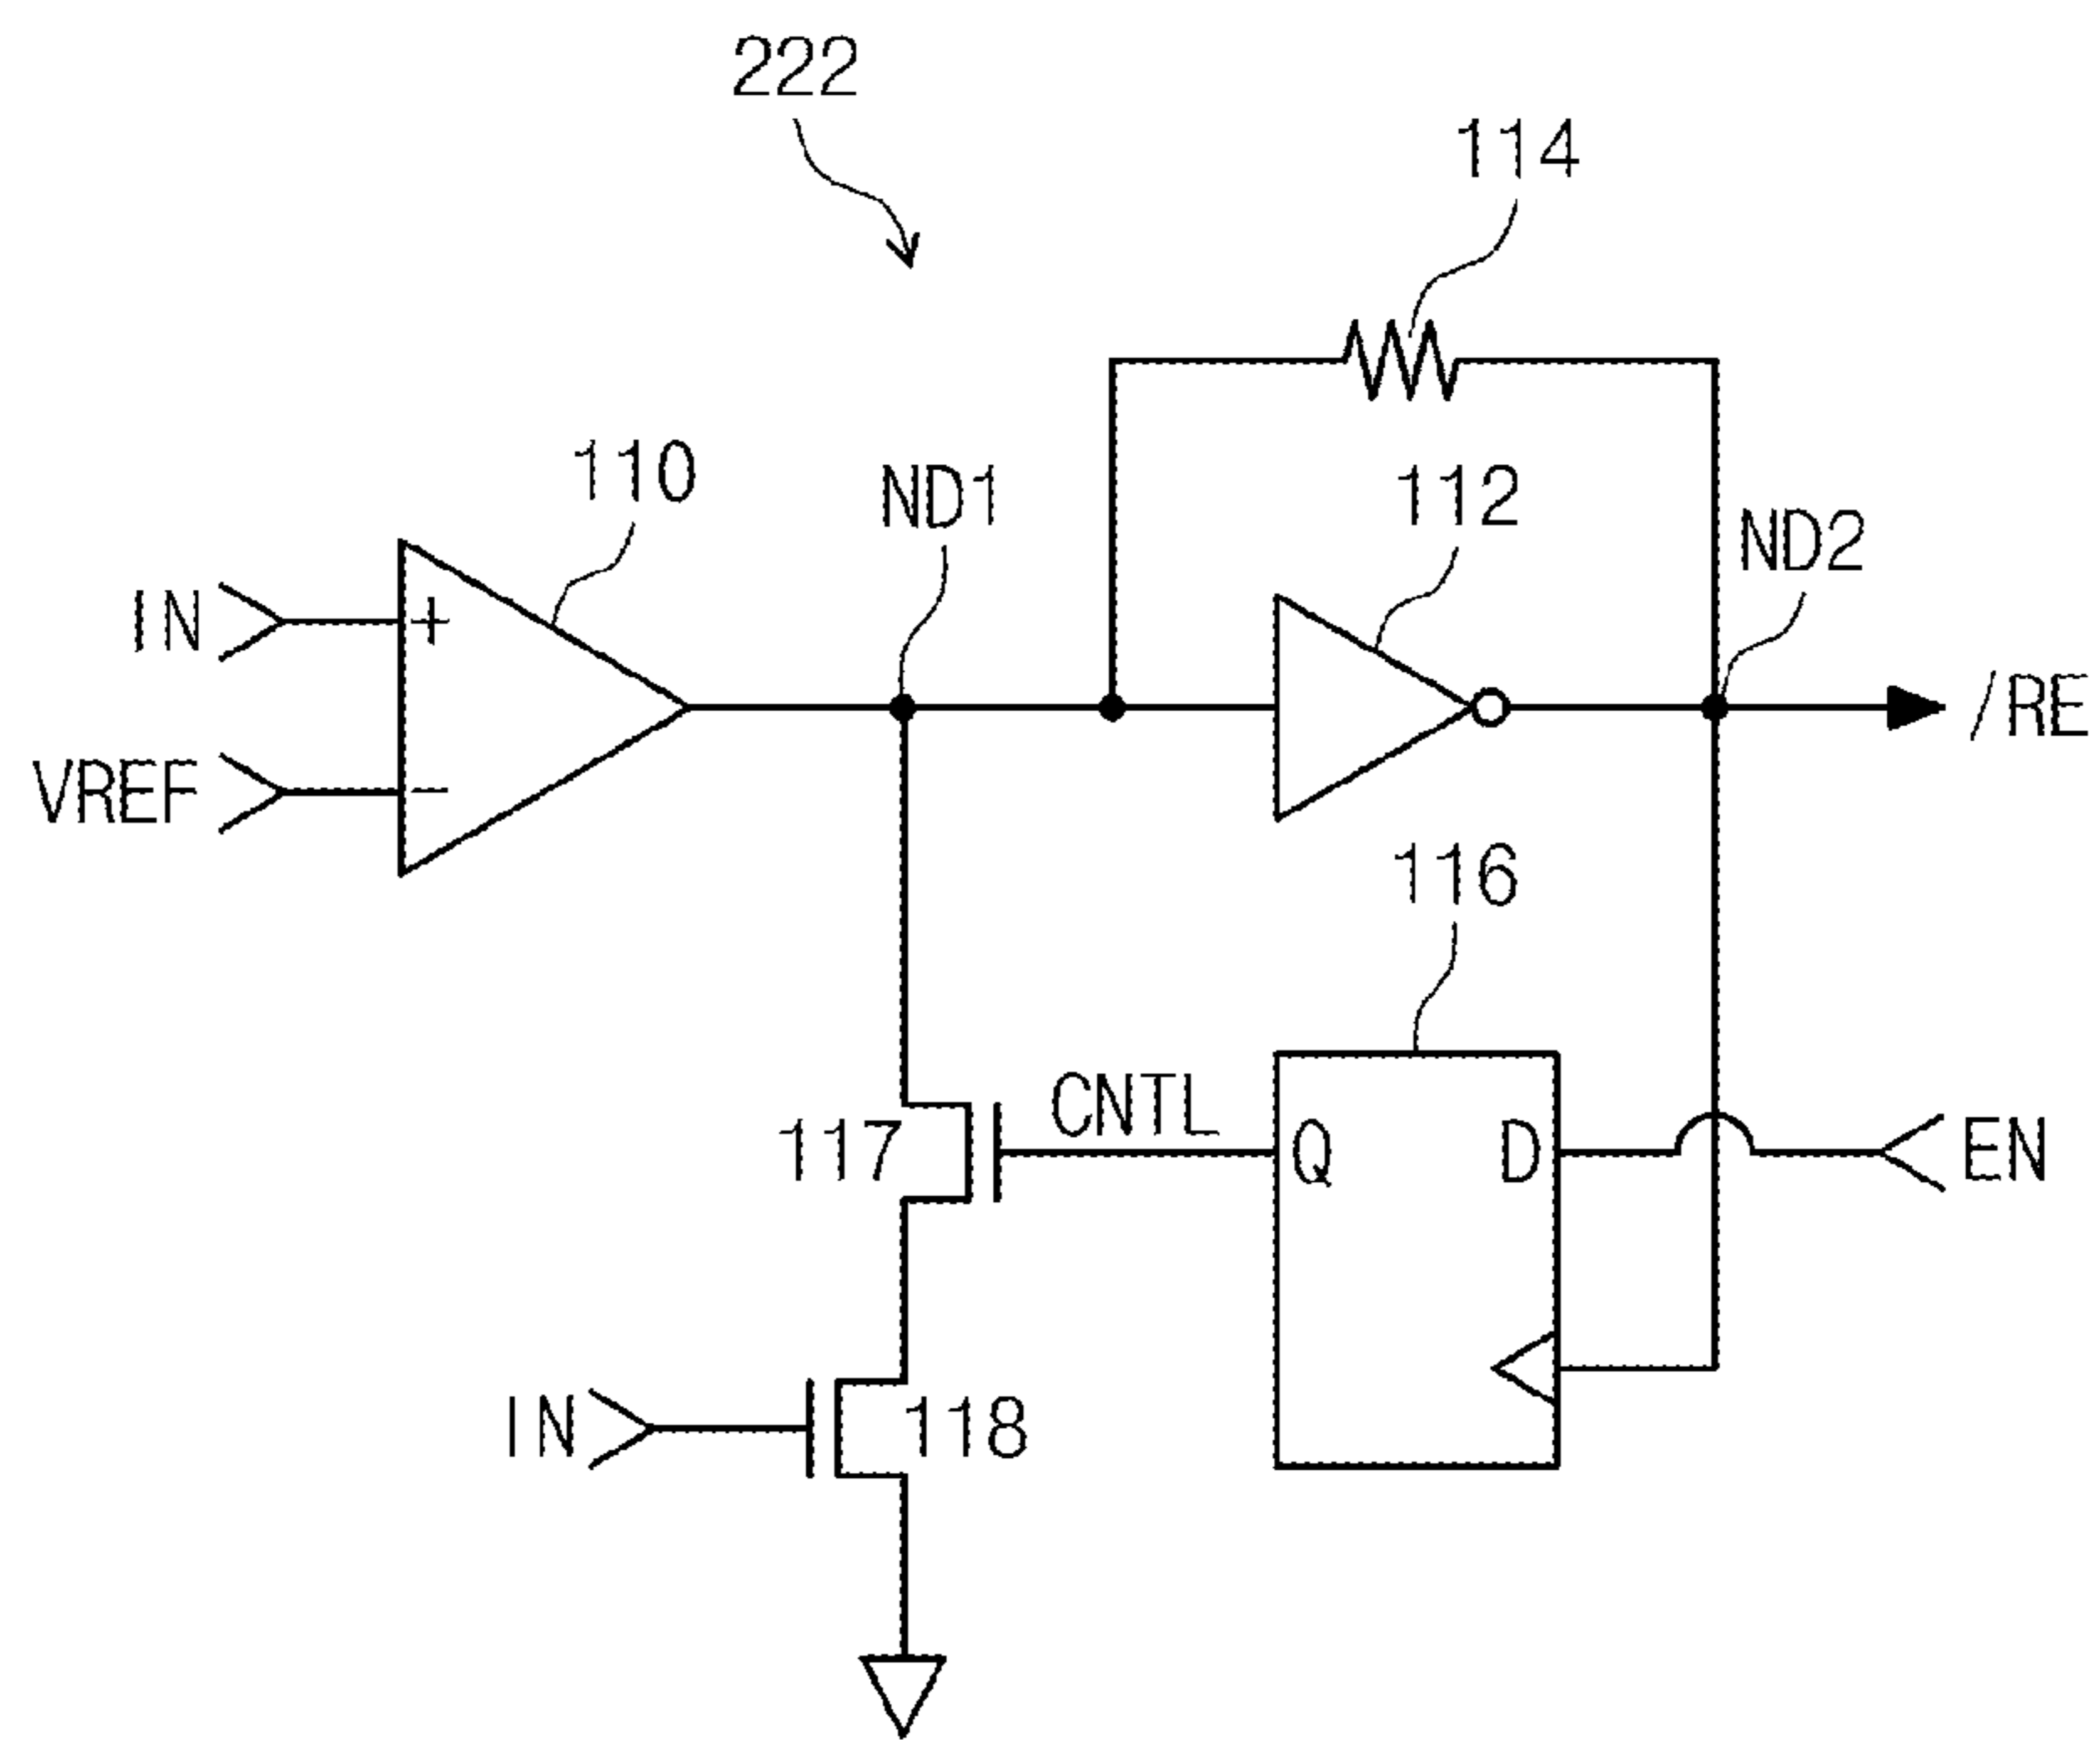 222
114
110
ND1
112
ND2
IN
+
/RE
VREF
−
116
CNTL
117
Q
D
EN
IN
118